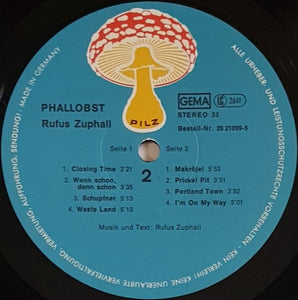 PILZ
PHALLOBST
Rufus Zuphall
GEMA LC 2641
STEREO 33
Bestell-Nr. 20 21099-5
Seite 1
Seite 2
2
1. Closing Time 3'21
2. Wenn schon,
denn schon 3'35
3. Schupfner 5'13
4. Waste Land 5'10
1. Makröjel 5'53
2. Prickel Pit 5'51
3. Portland Town 3'52
4. I'm On My Way 5'01
Musik und Text: Rufus Zuphall
MADE IN GERMANY
ALLE URHEBER- UND LEISTUNGSSCHUTZRECHTE VORBEHALTEN · KEIN VERLEIH! KEINE UNERLAUBTE VERVIELFÄLTIGUNG, VERMIETUNG, AUFFÜHRUNG, SENDUNG!